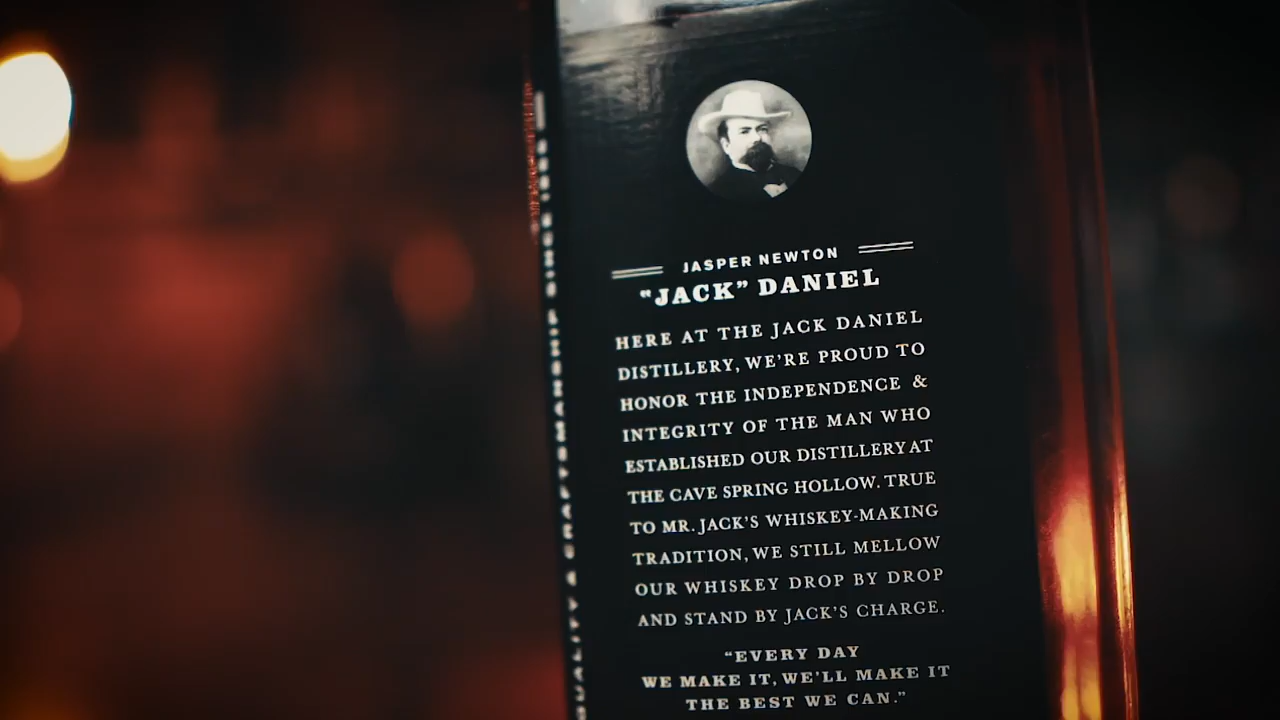 JASPER NEWTON
“JACK” DANIEL
HERE AT THE JACK DANIEL
DISTILLERY, WE’RE PROUD TO
HONOR THE INDEPENDENCE &
INTEGRITY OF THE MAN WHO
ESTABLISHED OUR DISTILLERY AT
THE CAVE SPRING HOLLOW. TRUE
TO MR. JACK’S WHISKEY-MAKING
TRADITION, WE STILL MELLOW
OUR WHISKEY DROP BY DROP
AND STAND BY JACK’S CHARGE.
“EVERY DAY
WE MAKE IT, WE’LL MAKE IT
THE BEST WE CAN.”